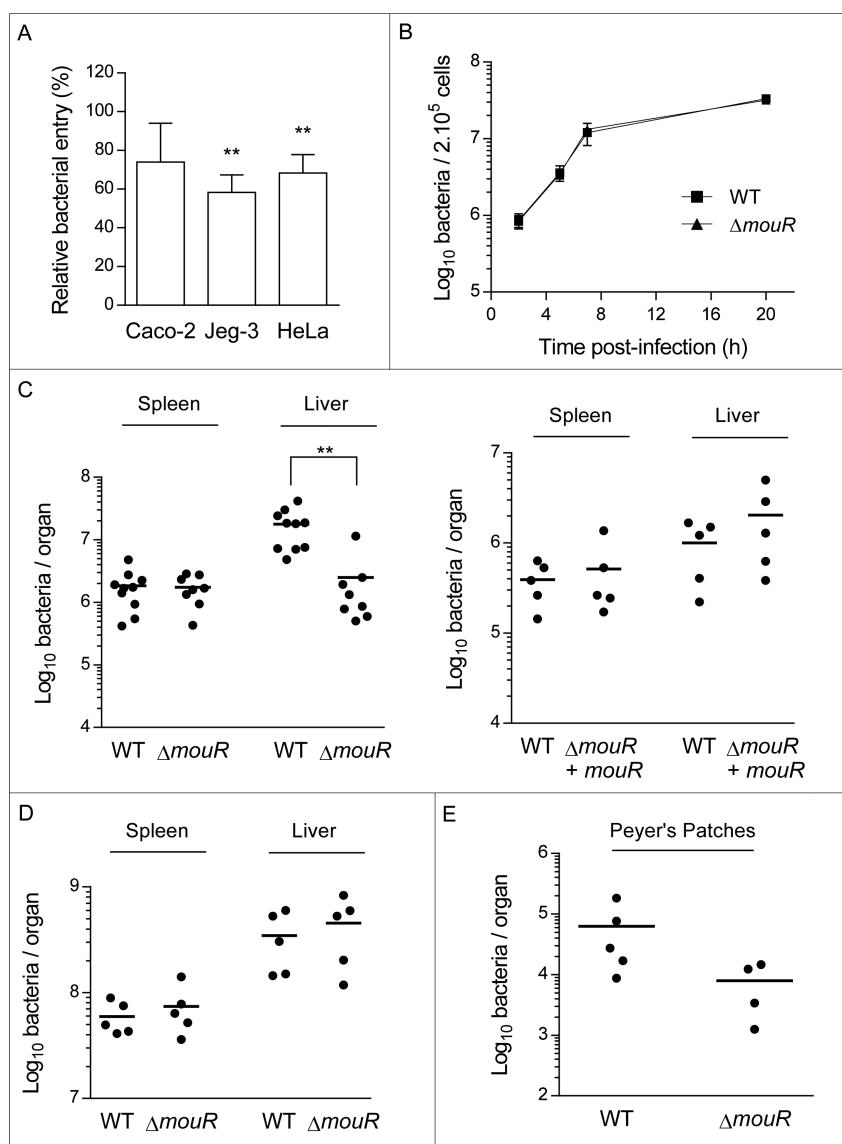 A
Relative bacterial entry (%)
120
100
80
60
40
20
0
**
**
Caco-2 Jeg-3 HeLa
B
Log10 bacteria / 2.10⁵ cells
8
7
6
5
WT
ΔmouR
0 4 8 12 16 20
Time post-infection (h)
C
Spleen Liver
**
Log10 bacteria / organ
8
7
6
5
4
WT ΔmouR WT ΔmouR
Spleen Liver
Log10 bacteria / organ
7
6
5
4
WT ΔmouR WT ΔmouR
+ mouR + mouR
D
Spleen Liver
Log10 bacteria / organ
9
8
7
WT ΔmouR WT ΔmouR
E
Peyer's Patches
Log10 bacteria / organ
6
5
4
3
2
WT ΔmouR